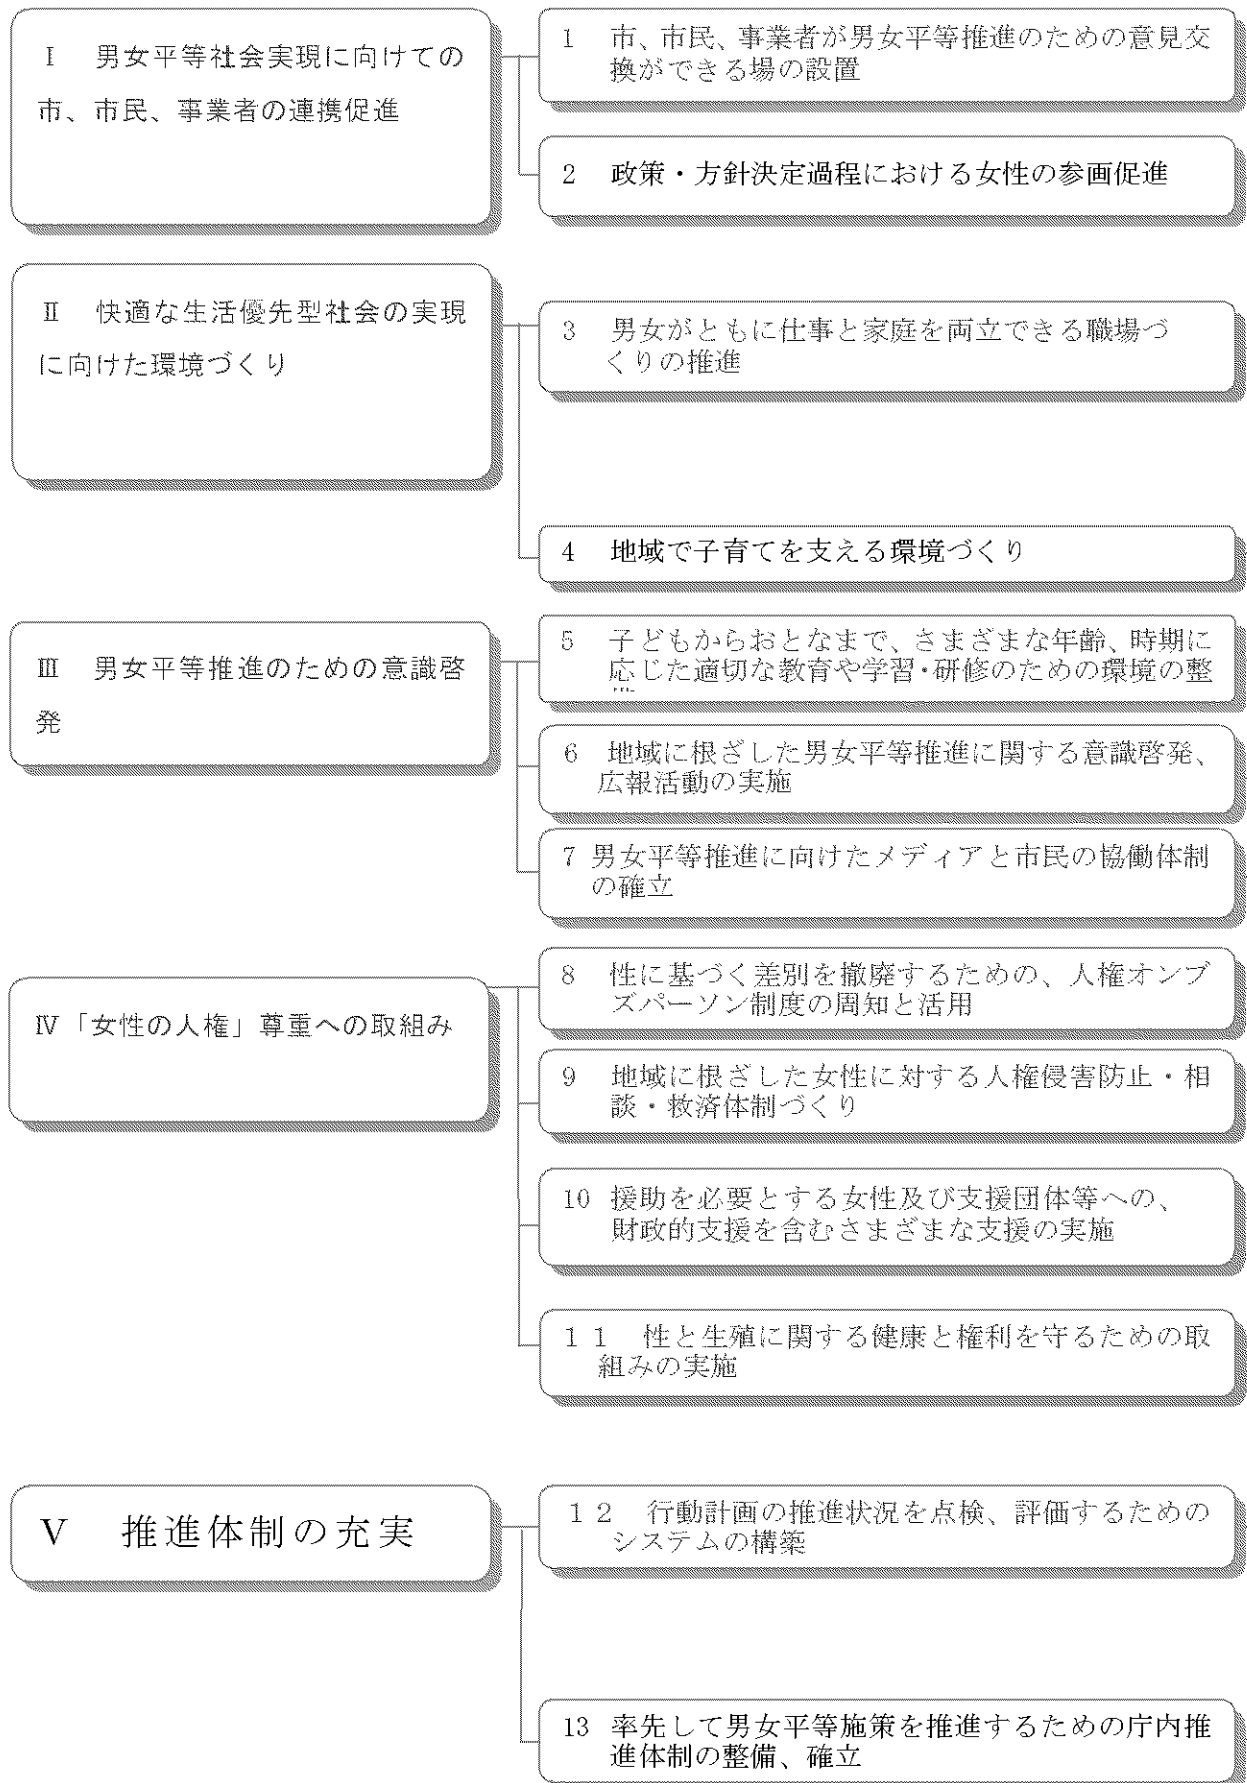 Ⅰ　男女平等社会実現に向けての
市、市民、事業者の連携促進
1　市、市民、事業者が男女平等推進のための意見交
換ができる場の設置
2　政策・方針決定過程における女性の参画促進
Ⅱ　快適な生活優先型社会の実現
に向けた環境づくり
3　男女がともに仕事と家庭を両立できる職場づ
くりの推進
4　地域で子育てを支える環境づくり
Ⅲ　男女平等推進のための意識啓
発
5　子どもからおとなまで、さまざまな年齢、時期に
応じた適切な教育や学習・研修のための環境の整
6　地域に根ざした男女平等推進に関する意識啓発、
広報活動の実施
7 男女平等推進に向けたメディアと市民の協働体制
の確立
Ⅳ「女性の人権」尊重への取組み
8　性に基づく差別を撤廃するための、人権オンブ
ズパーソン制度の周知と活用
9　地域に根ざした女性に対する人権侵害防止・相
談・救済体制づくり
10 援助を必要とする女性及び支援団体等への、
財政的支援を含むさまざまな支援の実施
１１　性と生殖に関する健康と権利を守るための取
組みの実施
Ⅴ　推進体制の充実
１２　行動計画の推進状況を点検、評価するための
システムの構築
13 率先して男女平等施策を推進するための庁内推
進体制の整備、確立